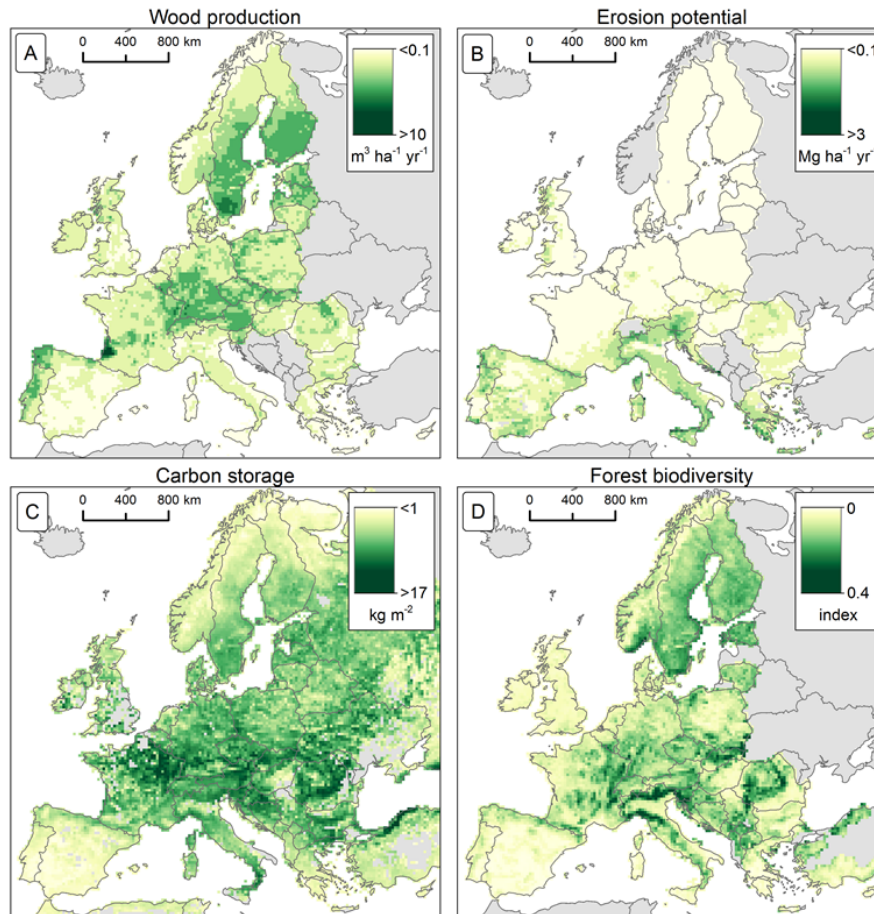 Wood production
A
0 400 800 km
<0.1
>10
m³ ha⁻¹ yr⁻¹
Erosion potential
B
0 400 800 km
<0.1
>3
Mg ha⁻¹ yr⁻¹
Carbon storage
C
0 400 800 km
<1
>17
kg m⁻²
Forest biodiversity
D
0 400 800 km
0
0.4
index